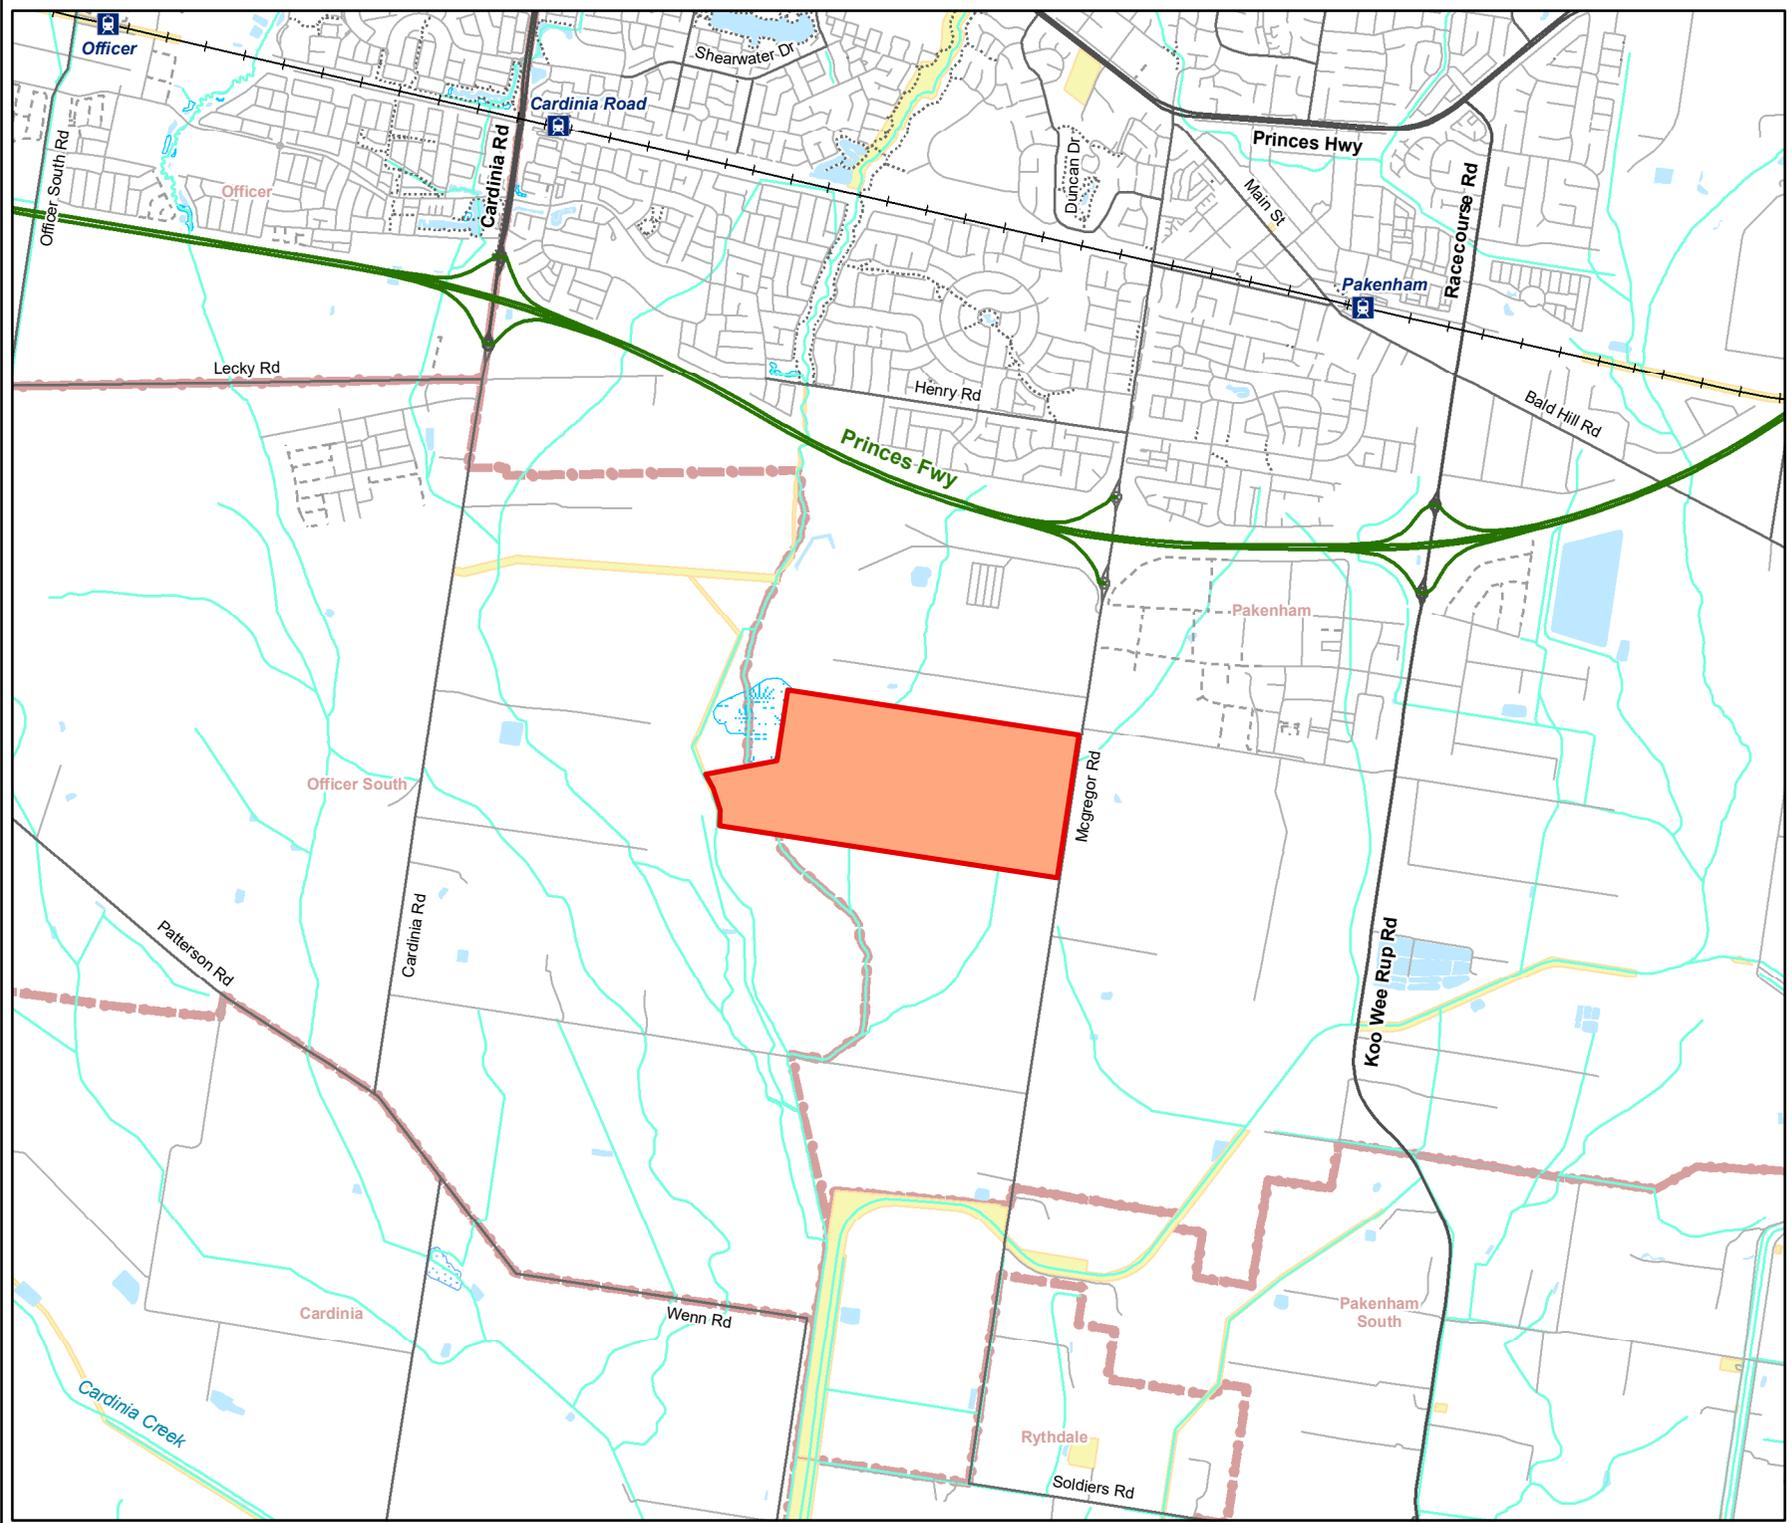 Officer
Shearwater Dr
Cardinia Road
Officer South Rd
Cardinia Rd
Princes Hwy
Duncan Dr
Main St
Racecourse Rd
Officer
Pakenham
Lecky Rd
Henry Rd
Bald Hill Rd
Princes Fwy
Pakenham
Officer South
Mcgregor Rd
Cardinia Rd
Patterson Rd
Koo Wee Rup Rd
Cardinia
Wenn Rd
Pakenham
South
Cardinia Creek
Rythdale
Soldiers Rd